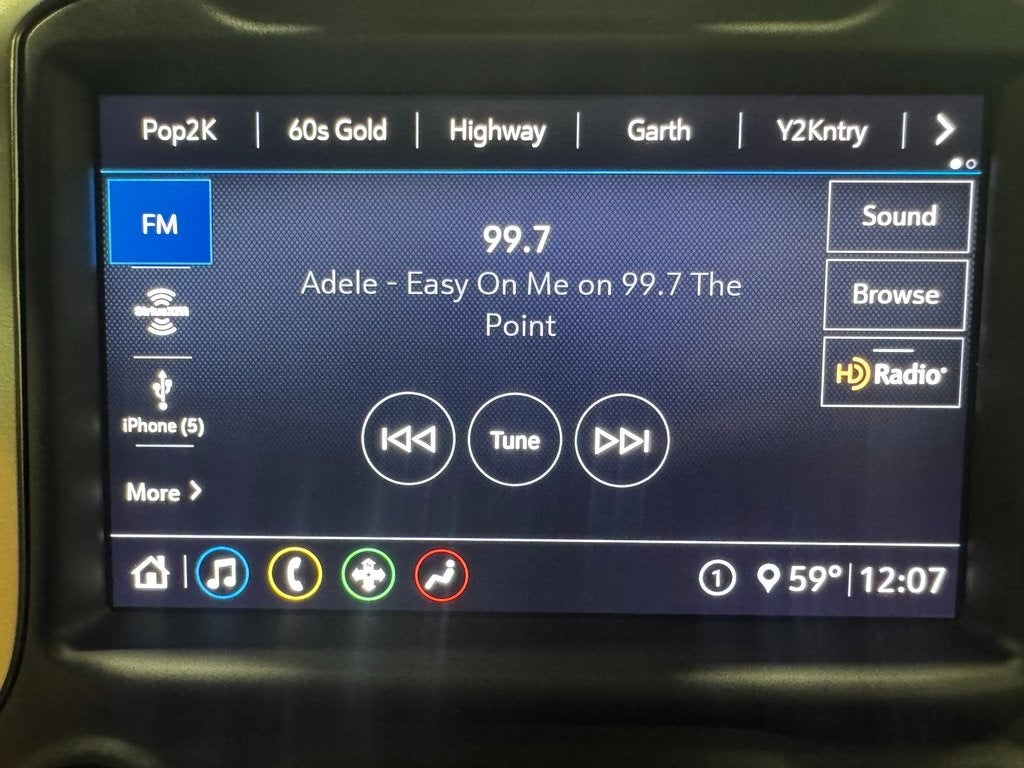 Pop2K | 60s Gold | Highway | Garth | Y2Kntry |
FM
99.7
Sound
Adele - Easy On Me on 99.7 The
Point
SiriusXM
Browse
HD Radio
iPhone (5)
Tune
More
1 59° | 12:07